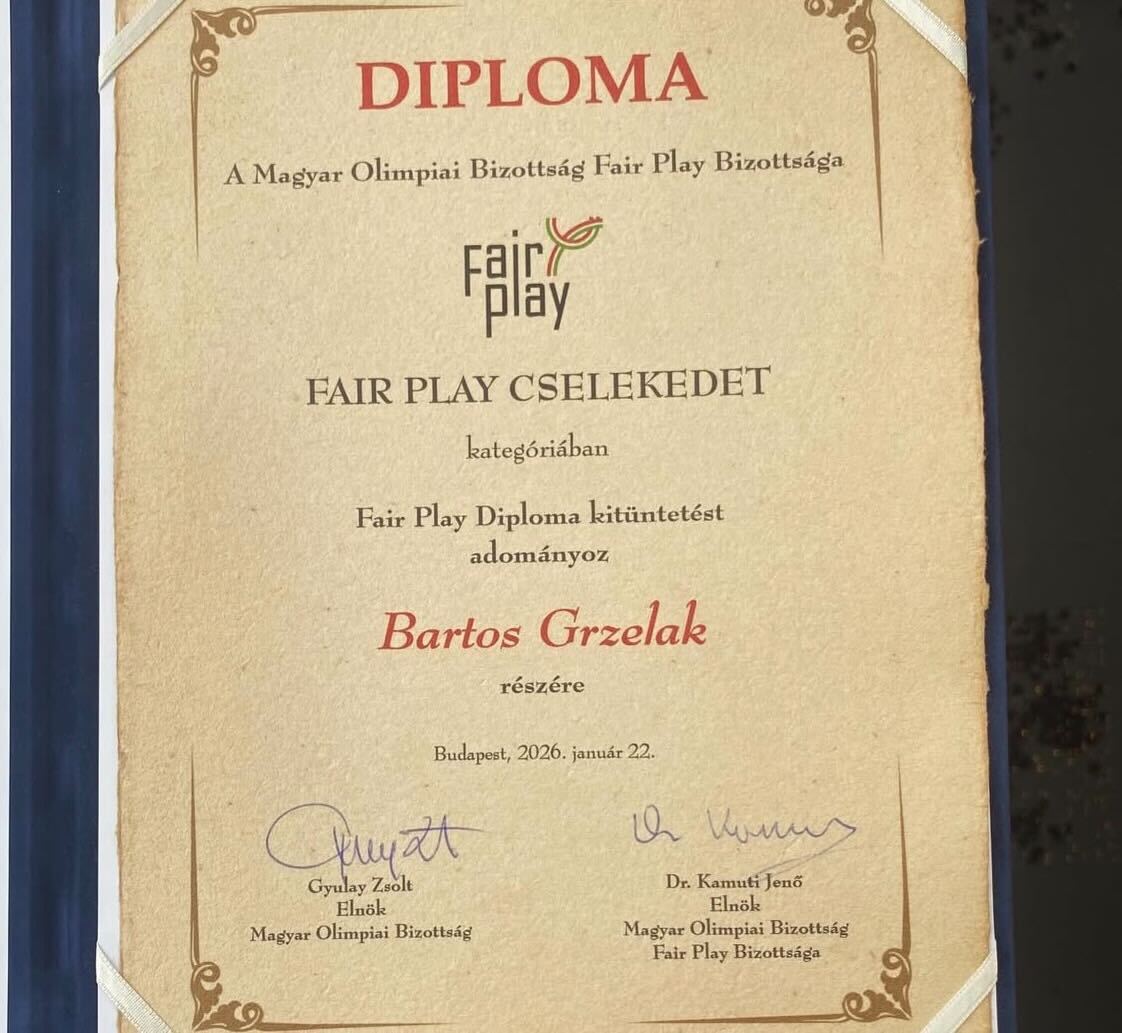 DIPLOMA
A Magyar Olimpiai Bizottság Fair Play Bizottsága
Fair
play
FAIR PLAY CSELEKEDET
kategóriában
Fair Play Diploma kitüntetést
adományoz
Bartos Grzelak
részére
Budapest, 2026. január 22.
Gyulay Zsolt
Elnök
Magyar Olimpiai Bizottság
Dr. Kamuti Jenő
Elnök
Magyar Olimpiai Bizottság
Fair Play Bizottsága